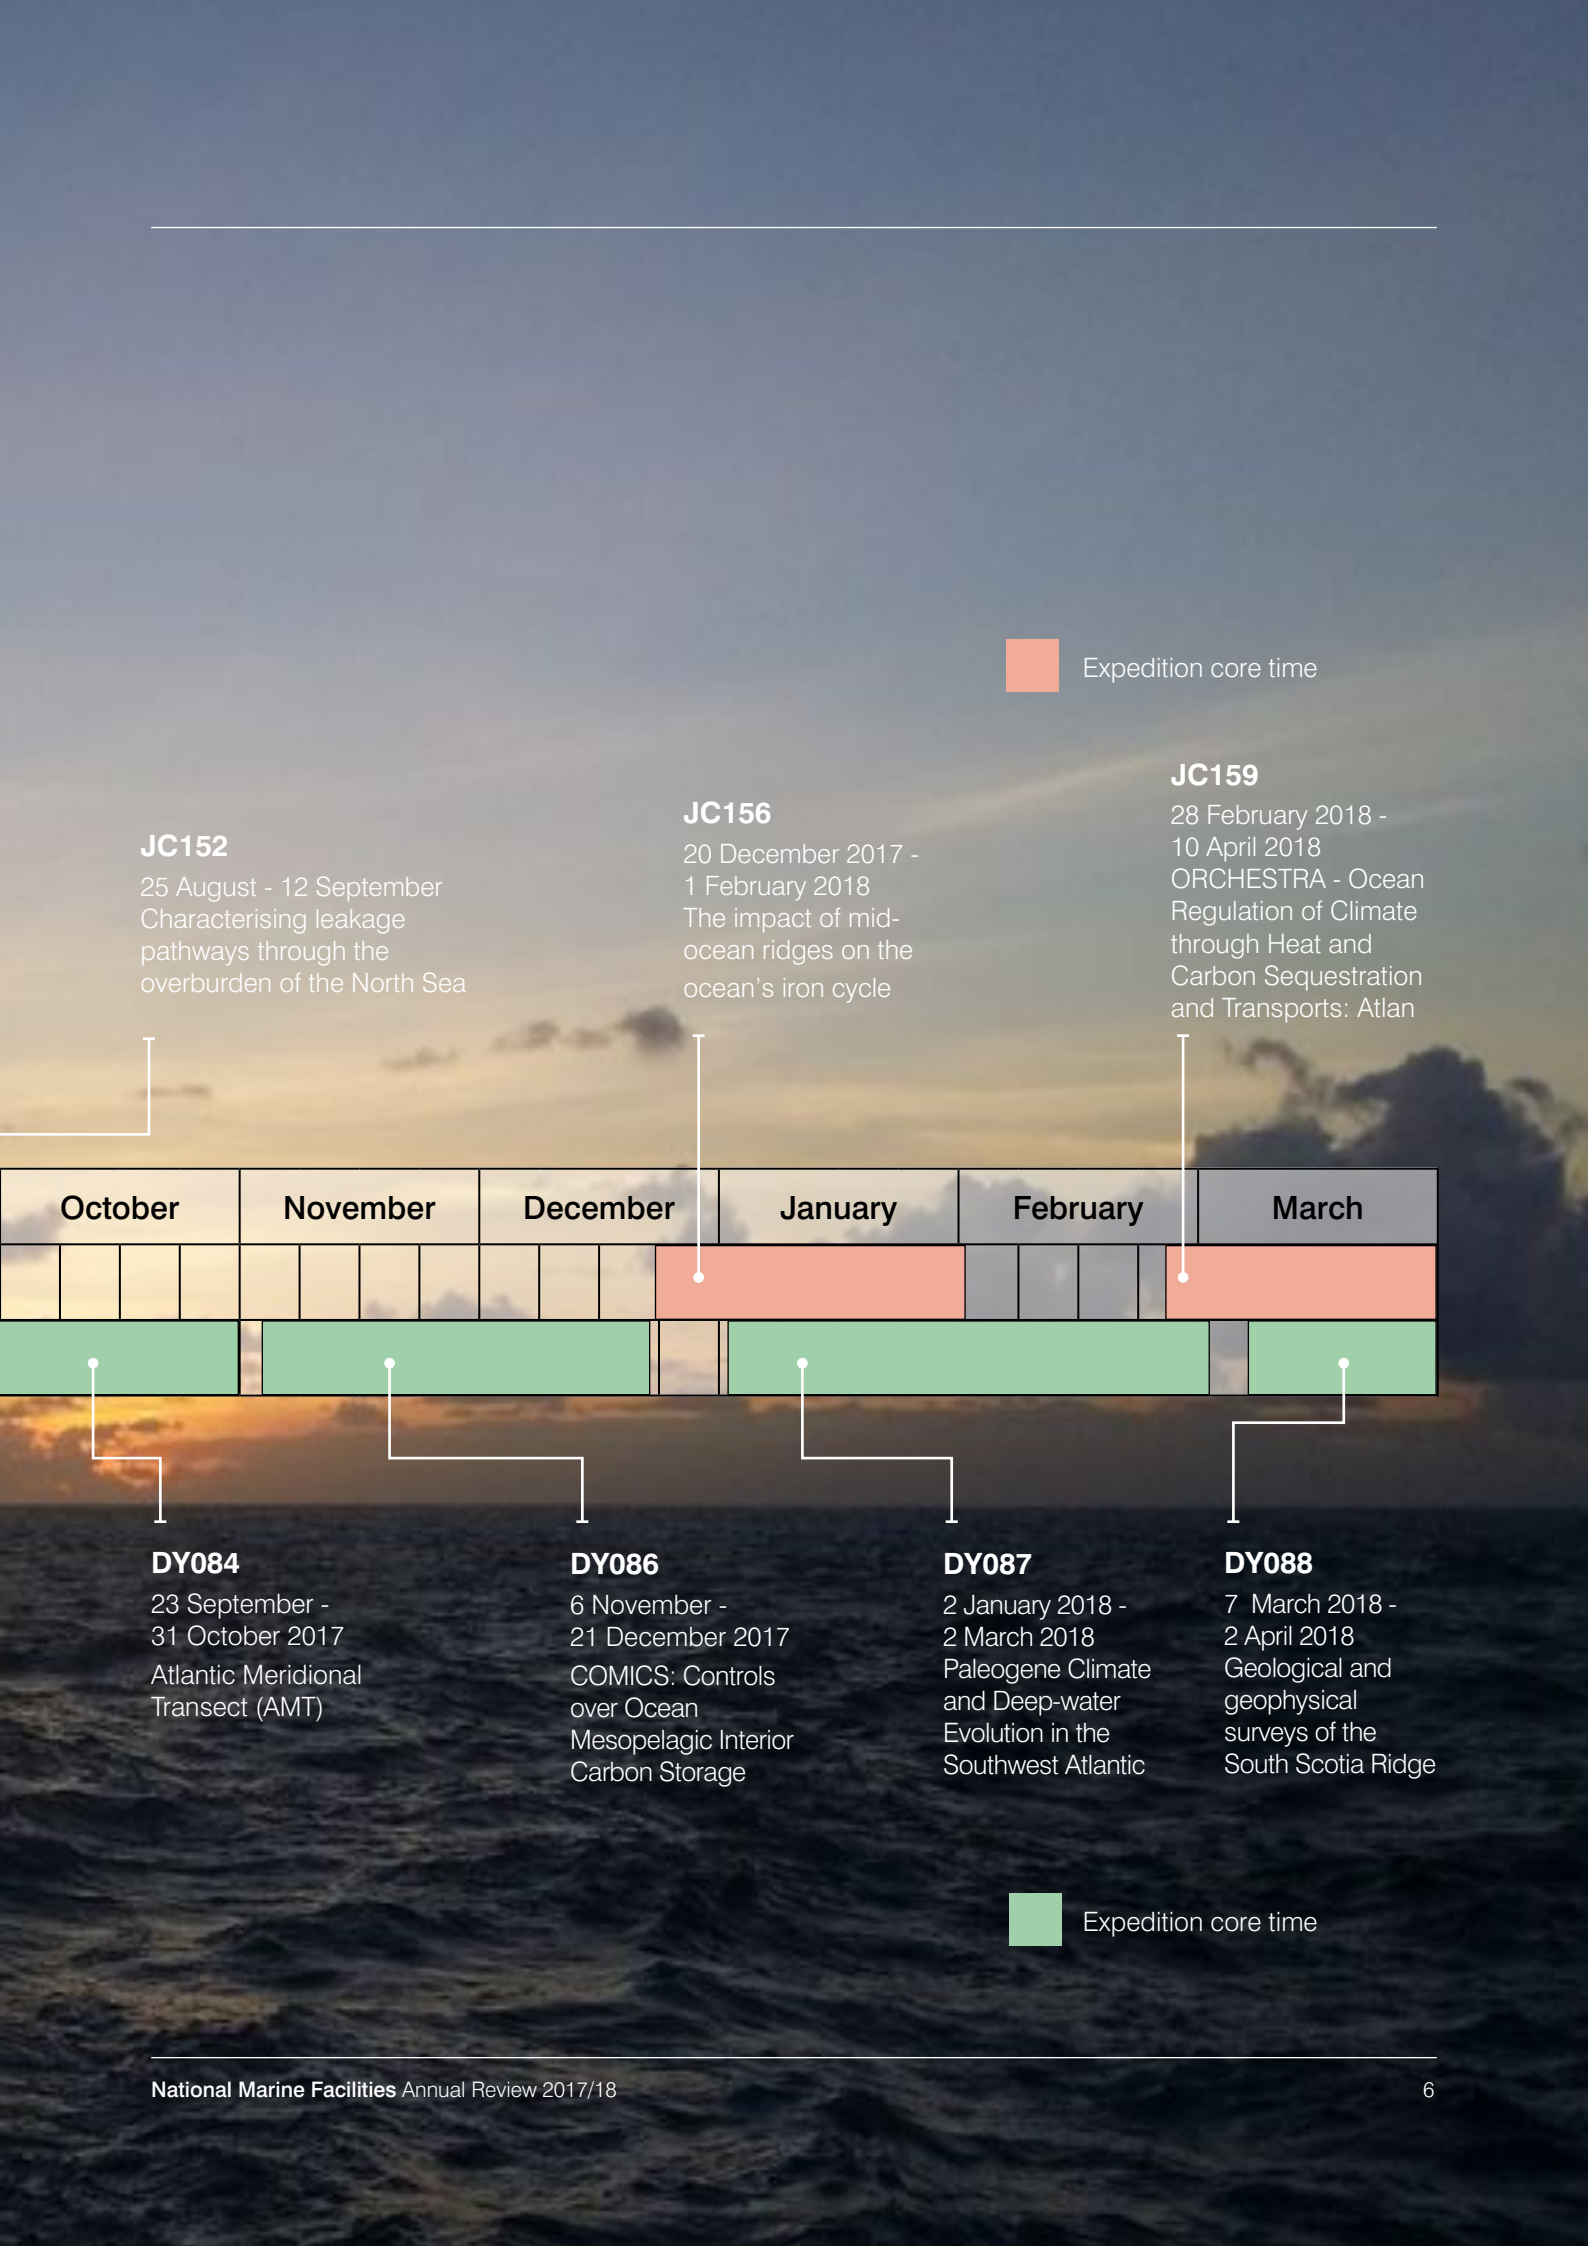 Expedition core time
JC152
25 August - 12 September
Characterising leakage
pathways through the
overburden of the North Sea
JC156
20 December 2017 -
1 February 2018
The impact of mid-
ocean ridges on the
ocean's iron cycle
JC159
28 February 2018 -
10 April 2018
ORCHESTRA - Ocean
Regulation of Climate
through Heat and
Carbon Sequestration
and Transports: Atlan
October
November
December
January
February
March
DY084
23 September -
31 October 2017
Atlantic Meridional
Transect (AMT)
DY086
6 November -
21 December 2017
COMICS: Controls
over Ocean
Mesopelagic Interior
Carbon Storage
DY087
2 January 2018 -
2 March 2018
Paleogene Climate
and Deep-water
Evolution in the
Southwest Atlantic
DY088
7 March 2018 -
2 April 2018
Geological and
geophysical
surveys of the
South Scotia Ridge
Expedition core time
National Marine Facilities Annual Review 2017/18
6